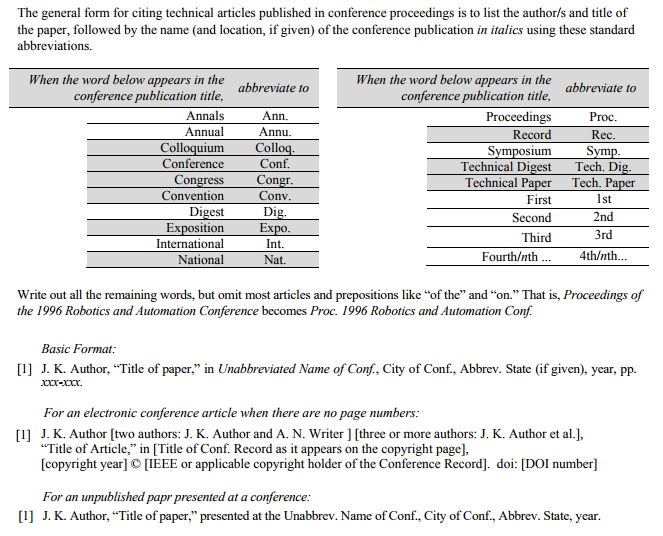 The general form for citing technical articles published in conference proceedings is to list the author/s and title of
the paper, followed by the name (and location, if given) of the conference publication in italics using these standard
abbreviations.
When the word below appears in the conference publication title, abbreviate to
Annals Ann.
Annual Annu.
Colloquium Colloq.
Conference Conf.
Congress Congr.
Convention Conv.
Digest Dig.
Exposition Expo.
International Int.
National Nat.
When the word below appears in the conference publication title, abbreviate to
Proceedings Proc.
Record Rec.
Symposium Symp.
Technical Digest Tech. Dig.
Technical Paper Tech. Paper
First 1st
Second 2nd
Third 3rd
Fourth/nth ... 4th/nth...
Write out all the remaining words, but omit most articles and prepositions like “of the” and “on.” That is, Proceedings of
the 1996 Robotics and Automation Conference becomes Proc. 1996 Robotics and Automation Conf.
Basic Format:
[1] J. K. Author, “Title of paper,” in Unabbreviated Name of Conf., City of Conf., Abbrev. State (if given), year, pp.
xxx-xxx.
For an electronic conference article when there are no page numbers:
[1] J. K. Author [two authors: J. K. Author and A. N. Writer ] [three or more authors: J. K. Author et al.],
“Title of Article,” in [Title of Conf. Record as it appears on the copyright page],
[copyright year] © [IEEE or applicable copyright holder of the Conference Record]. doi: [DOI number]
For an unpublished papr presented at a conference:
[1] J. K. Author, “Title of paper,” presented at the Unabbrev. Name of Conf., City of Conf., Abbrev. State, year.